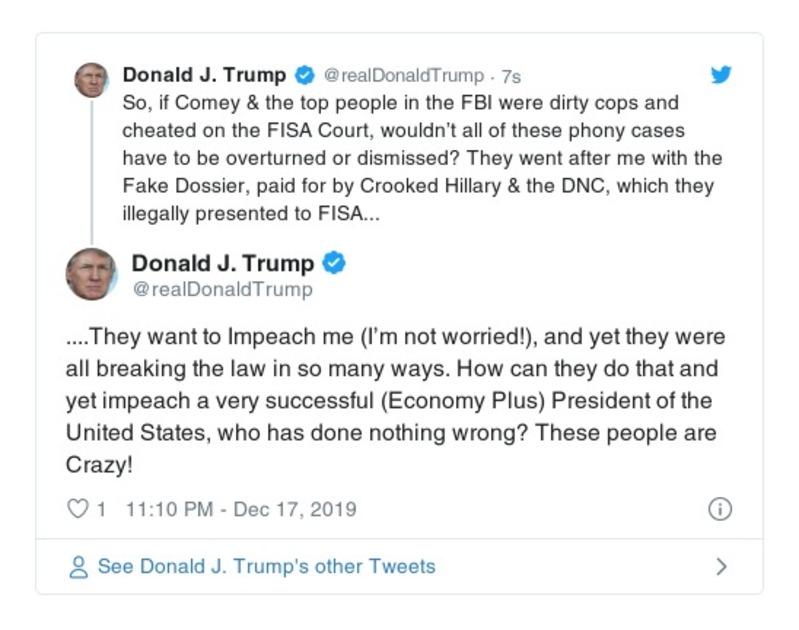 Donald J. Trump @realDonaldTrump · 7s
So, if Comey & the top people in the FBI were dirty cops and
cheated on the FISA Court, wouldn't all of these phony cases
have to be overturned or dismissed? They went after me with the
Fake Dossier, paid for by Crooked Hillary & the DNC, which they
illegally presented to FISA...
Donald J. Trump
@realDonaldTrump
....They want to Impeach me (I'm not worried!), and yet they were
all breaking the law in so many ways. How can they do that and
yet impeach a very successful (Economy Plus) President of the
United States, who has done nothing wrong? These people are
Crazy!
1 11:10 PM - Dec 17, 2019
See Donald J. Trump's other Tweets